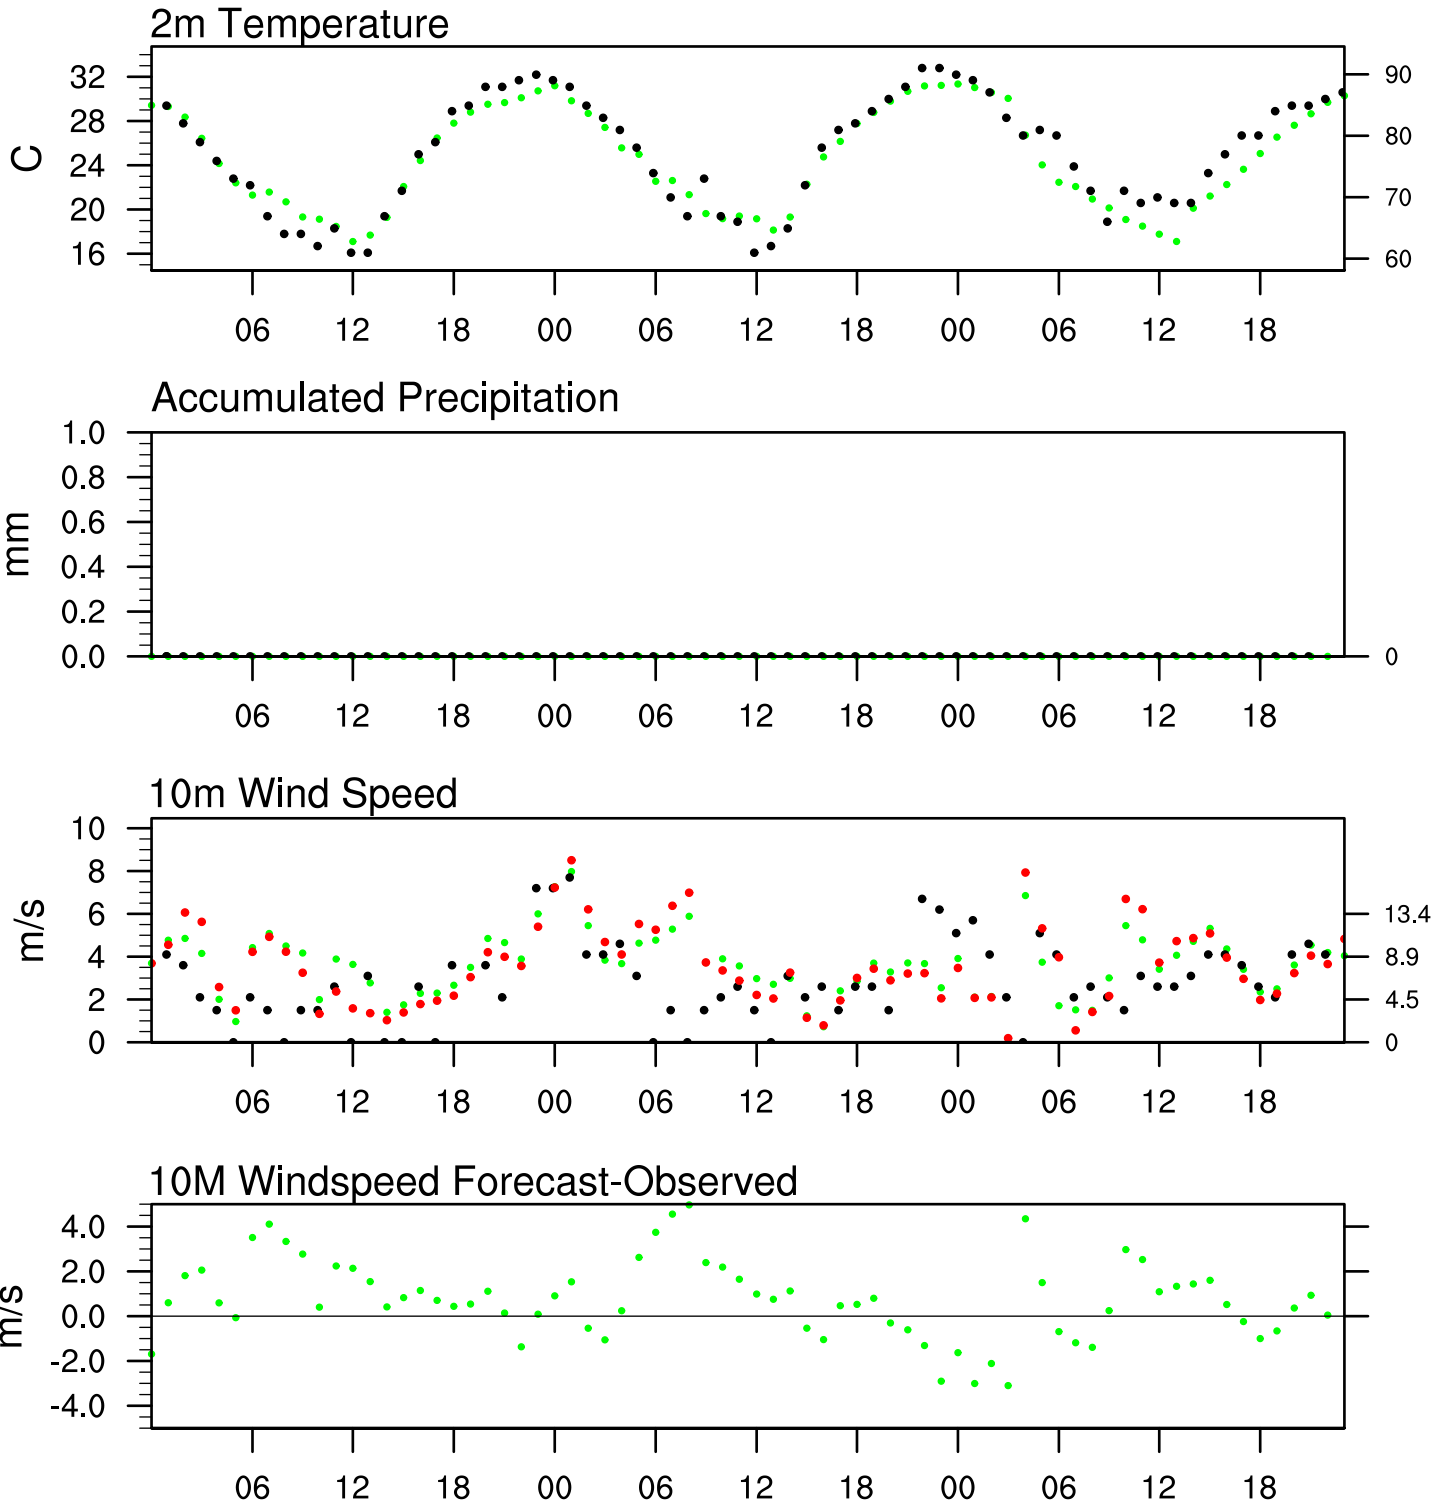 2m Temperature
32
28
24
20
16
C
90
80
70
60
06 12 18 00 06 12 18 00 06 12 18
Accumulated Precipitation
1.0
0.8
0.6
0.4
0.2
0.0
mm
0
06 12 18 00 06 12 18 00 06 12 18
10m Wind Speed
10
8
6
4
2
0
m/s
13.4
8.9
4.5
0
06 12 18 00 06 12 18 00 06 12 18
10M Windspeed Forecast-Observed
4.0
2.0
0.0
-2.0
-4.0
m/s
06 12 18 00 06 12 18 00 06 12 18